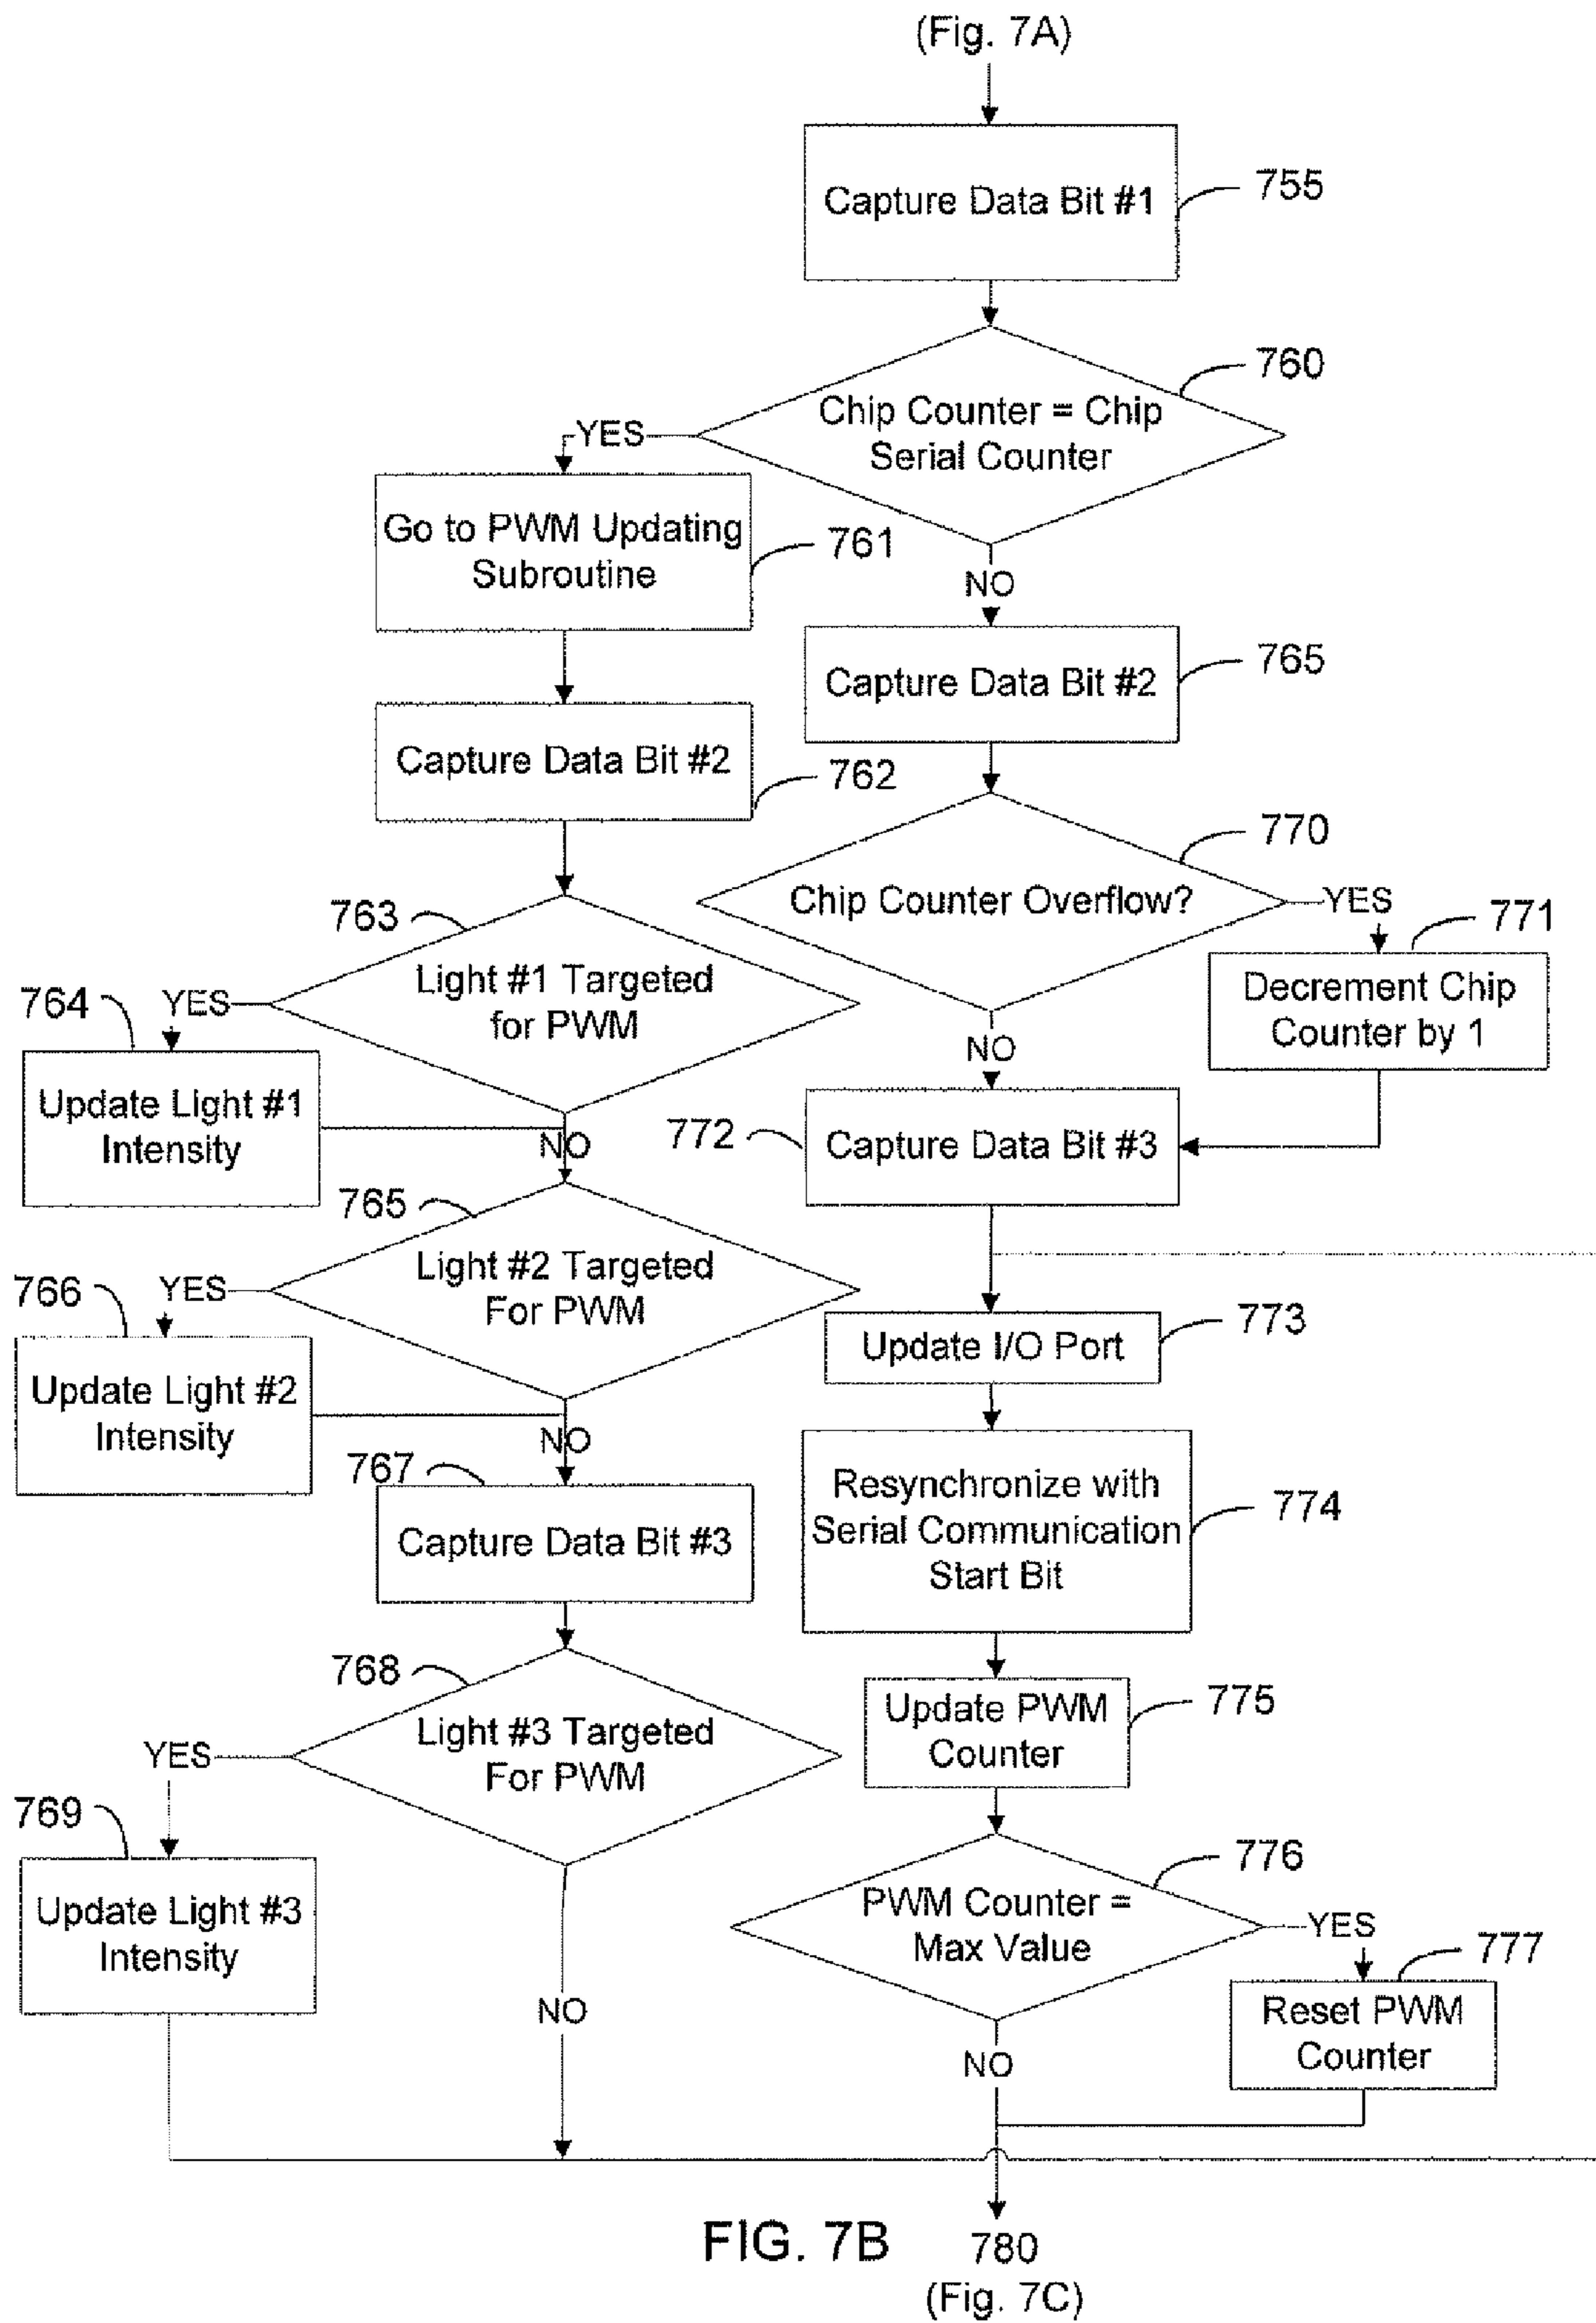 (Fig. 7A)
Capture Data Bit #1
755
Chip Counter = Chip
Serial Counter
760
YES
NO
Go to PWM Updating
Subroutine
761
Capture Data Bit #2
765
Capture Data Bit #2
762
Chip Counter Overflow?
770
YES
NO
Decrement Chip
Counter by 1
771
763
Light #1 Targeted
for PWM
YES
NO
764
Update Light #1
Intensity
772
Capture Data Bit #3
765
Light #2 Targeted
For PWM
YES
NO
766
Update Light #2
Intensity
Update I/O Port
773
767
Capture Data Bit #3
Resynchronize with
Serial Communication
Start Bit
774
768
Light #3 Targeted
For PWM
YES
NO
Update PWM
Counter
775
769
Update Light #3
Intensity
PWM Counter =
Max Value
776
YES
NO
Reset PWM
Counter
777
FIG. 7B
780
(Fig. 7C)